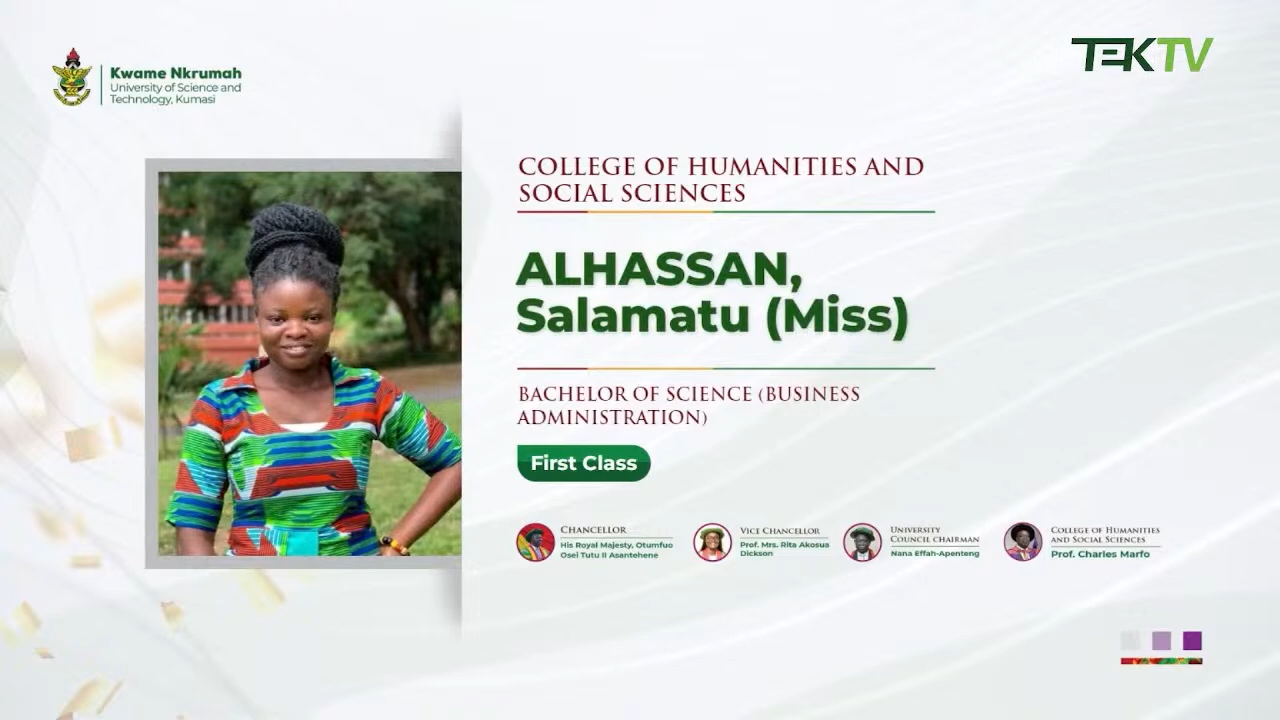 Kwame Nkrumah
University of Science and
Technology, Kumasi
TEKTV
COLLEGE OF HUMANITIES AND
SOCIAL SCIENCES
ALHASSAN,
Salamatu (Miss)
BACHELOR OF SCIENCE (BUSINESS
ADMINISTRATION)
First Class
CHANCELLOR
His Royal Majesty, Otumfuo
Osei Tutu II Asantehene
VICE CHANCELLOR
Prof. Mrs. Rita Akosua
Dickson
UNIVERSITY
COUNCIL CHAIRMAN
Nana Effah-Apenteng
COLLEGE OF HUMANITIES
AND SOCIAL SCIENCES
Prof. Charles Marfo